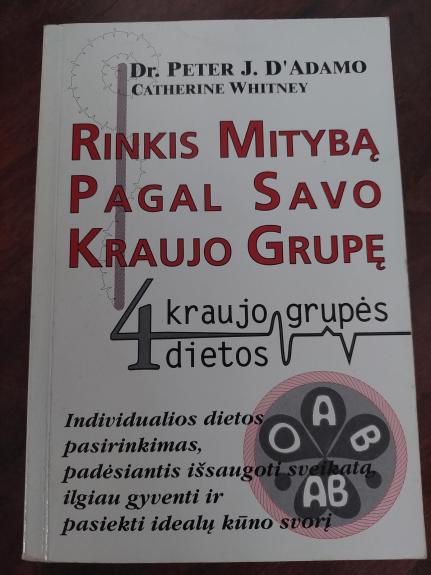 Dr. PETER J. D'ADAMO
CATHERINE WHITNEY
RINKIS MITYBĄ
PAGAL SAVO
KRAUJO GRUPĘ
4 kraujo grupės
dietos
Individualios dietos
pasirinkimas,
padėsiantis išsaugoti sveikatą,
ilgiau gyventi ir
pasiekti idealų kūno svorį
A
O B
AB